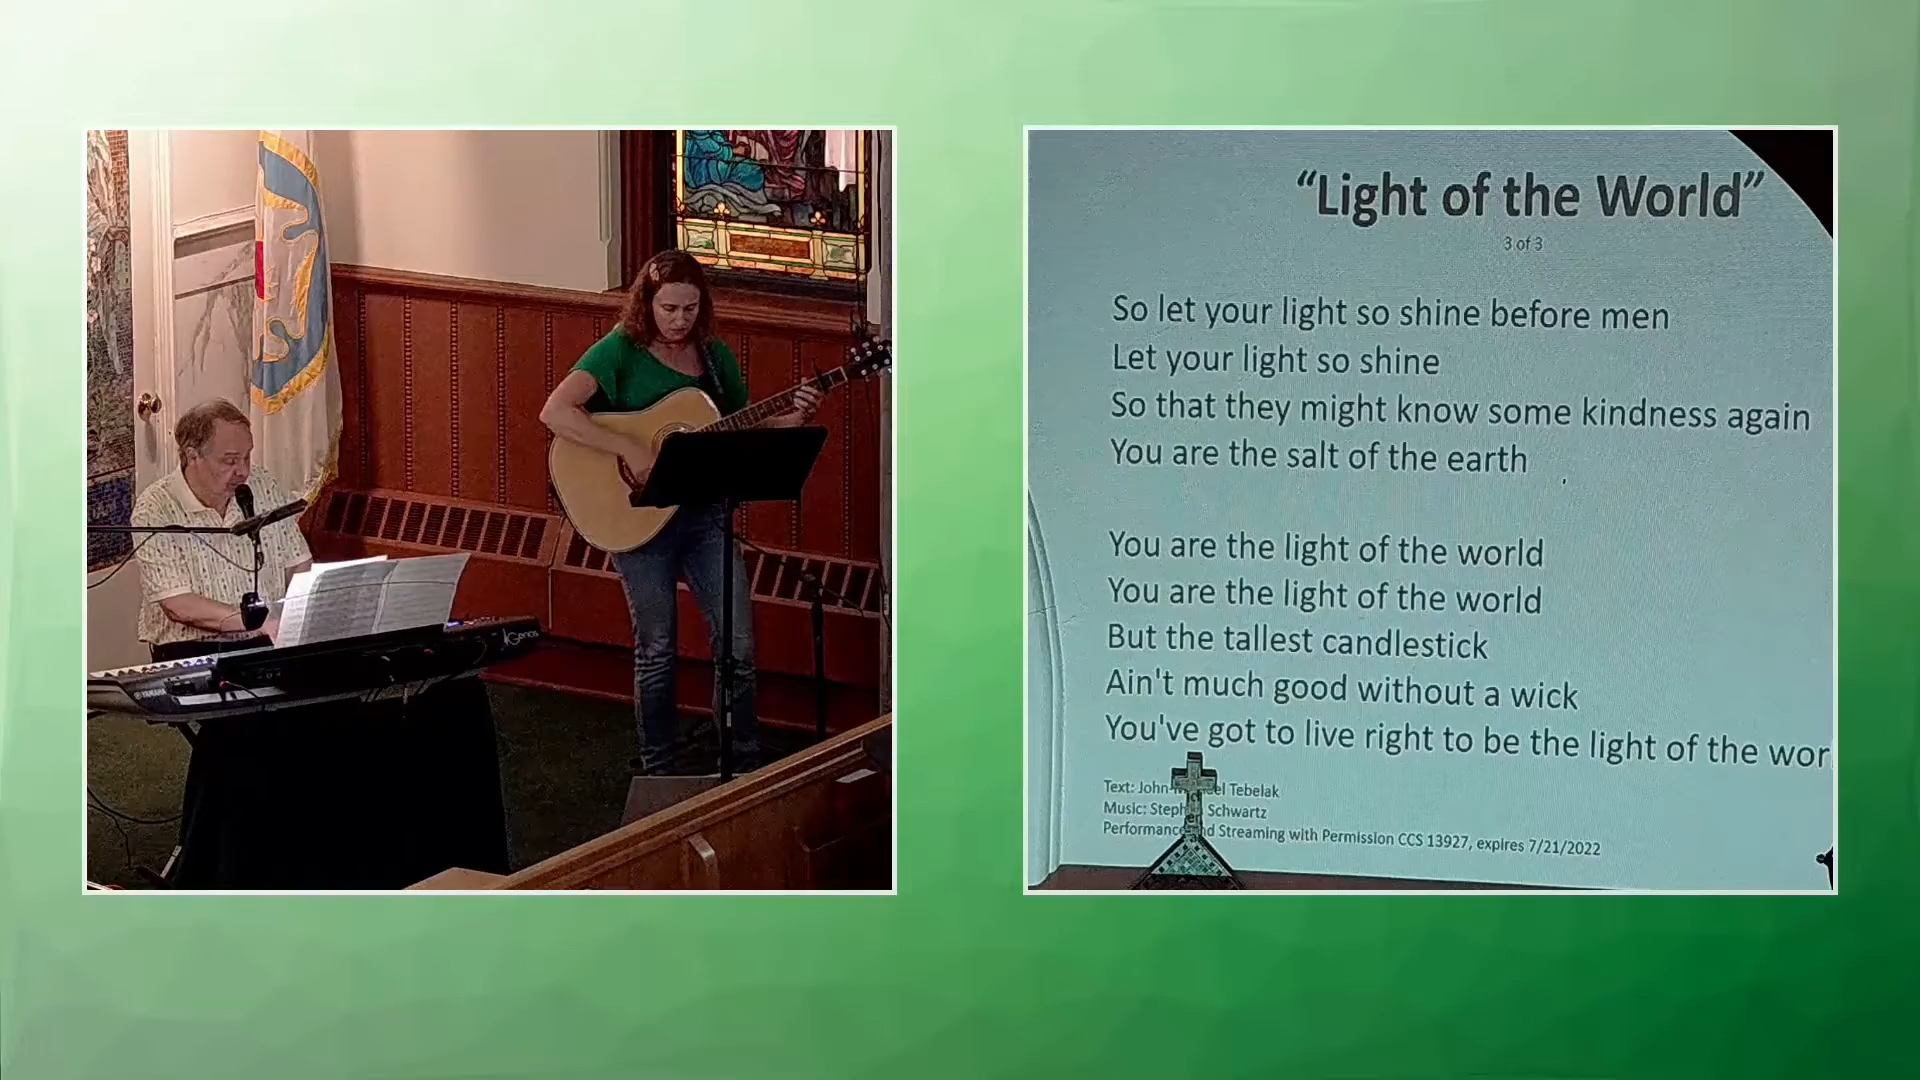 “Light of the World”
3 of 3
So let your light so shine before men
Let your light so shine
So that they might know some kindness again
You are the salt of the earth
You are the light of the world
You are the light of the world
But the tallest candlestick
Ain't much good without a wick
You've got to live right to be the light of the wor
Text: John Tebelak
Music: Schwartz
Performance and Streaming with Permission CCS 13927, expires 7/21/2022
Genos
YAMAHA